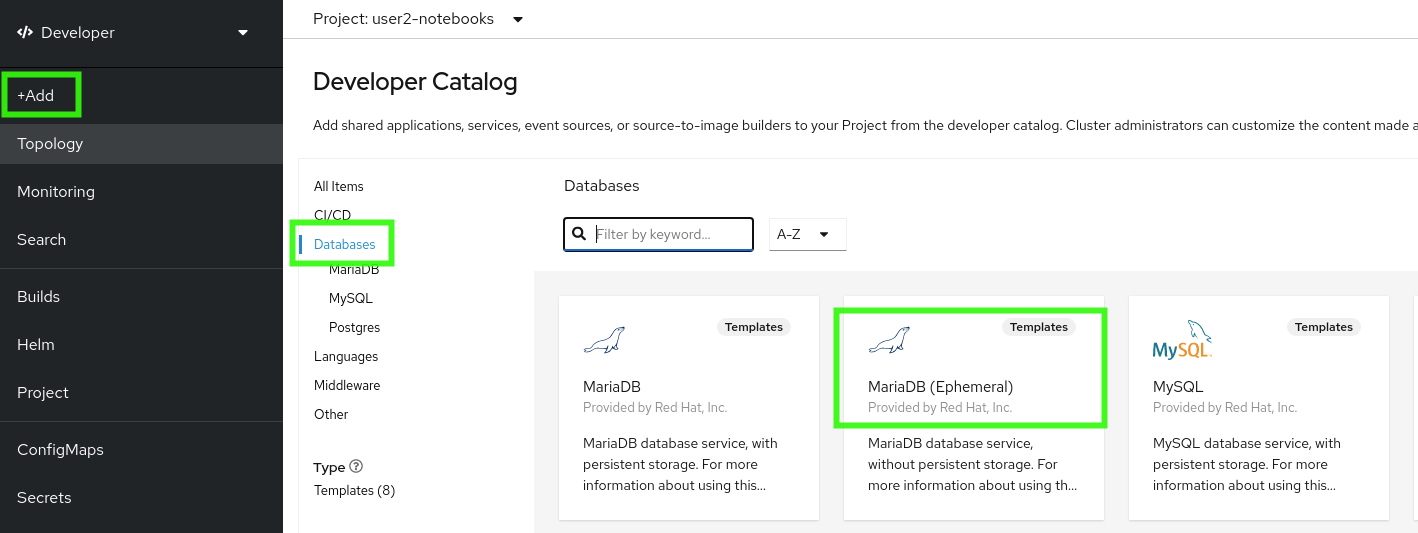 Developer
+Add
Topology
Monitoring
Search
Builds
Helm
Project
ConfigMaps
Secrets
Project: user2-notebooks
Developer Catalog
Add shared applications, services, event sources, or source-to-image builders to your Project from the developer catalog. Cluster administrators can customize the content made a
All Items
CI/CD
Databases
MariaDB
MySQL
Postgres
Languages
Middleware
Other
Type
Templates (8)
Databases
Filter by keyword...
A-Z
Templates
MariaDB
Provided by Red Hat, Inc.
MariaDB database service, with
persistent storage. For more
information about using this...
Templates
MariaDB (Ephemeral)
Provided by Red Hat, Inc.
MariaDB database service,
without persistent storage. For
more information about using th...
Templates
MySQL
MySQL
Provided by Red Hat, Inc.
MySQL database service, with
persistent storage. For more
information about using this...